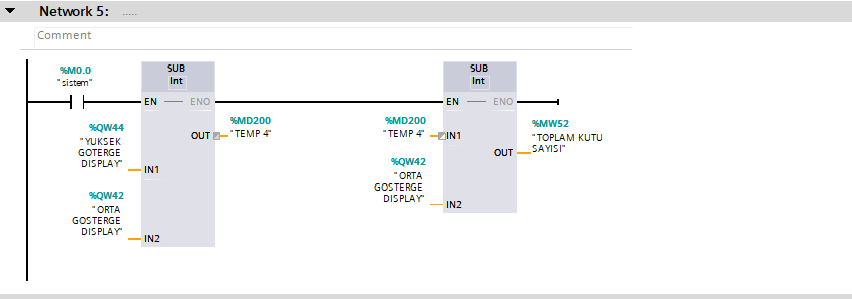 Network 5: .....
Comment
%M0.0
"sistem"
SUB
Int
EN
ENO
%QW44
"YUKSEK
GOTERGE
DISPLAY"
IN1
%QW42
"ORTA
GOSTERGE
DISPLAY"
IN2
OUT
%MD200
"TEMP 4"
SUB
Int
EN
ENO
%MD200
"TEMP 4"
IN1
%QW42
"ORTA
GOSTERGE
DISPLAY"
IN2
OUT
%MW52
"TOPLAM KUTU
SAYISI"